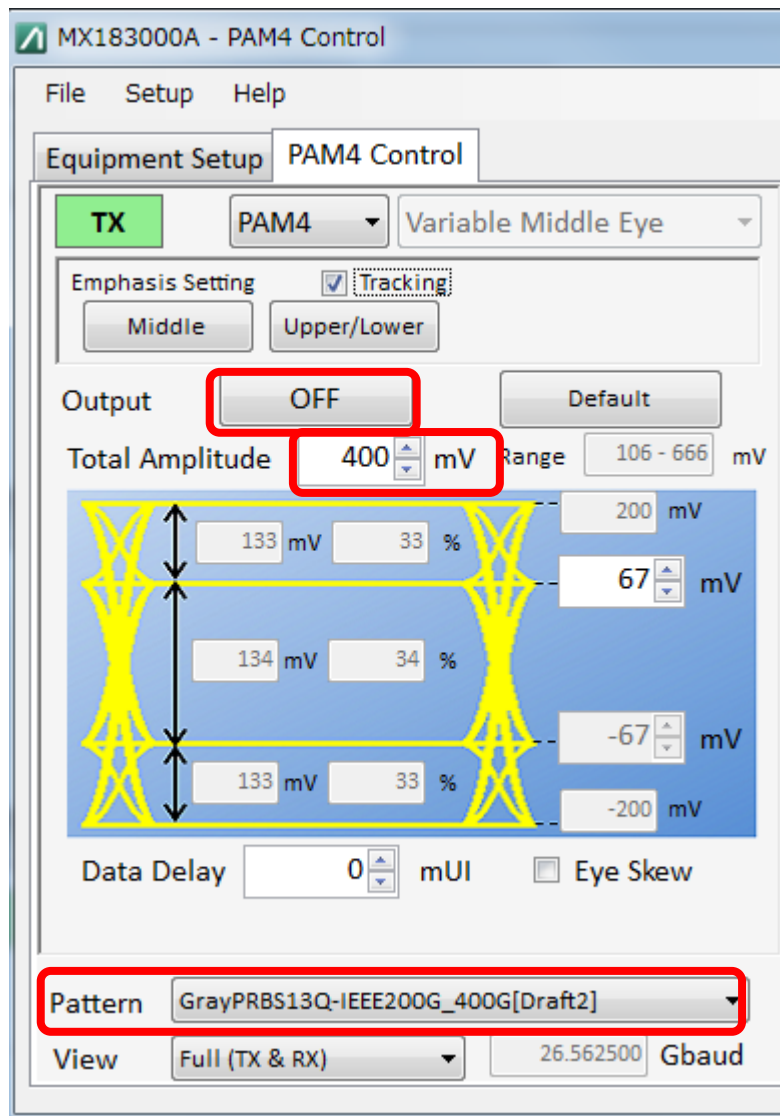 MX183000A - PAM4 Control
File Setup Help
Equipment Setup PAM4 Control
TX PAM4 Variable Middle Eye
Emphasis Setting Tracking
Middle Upper/Lower
Output OFF Default
Total Amplitude 400 mV Range 106 - 666 mV
200 mV
133 mV 33 %
67 mV
134 mV 34 %
-67 mV
133 mV 33 %
-200 mV
Data Delay 0 mUI Eye Skew
Pattern GrayPRBS13Q-IEEE200G_400G[Draft2]
View Full (TX & RX) 26.562500 Gbaud